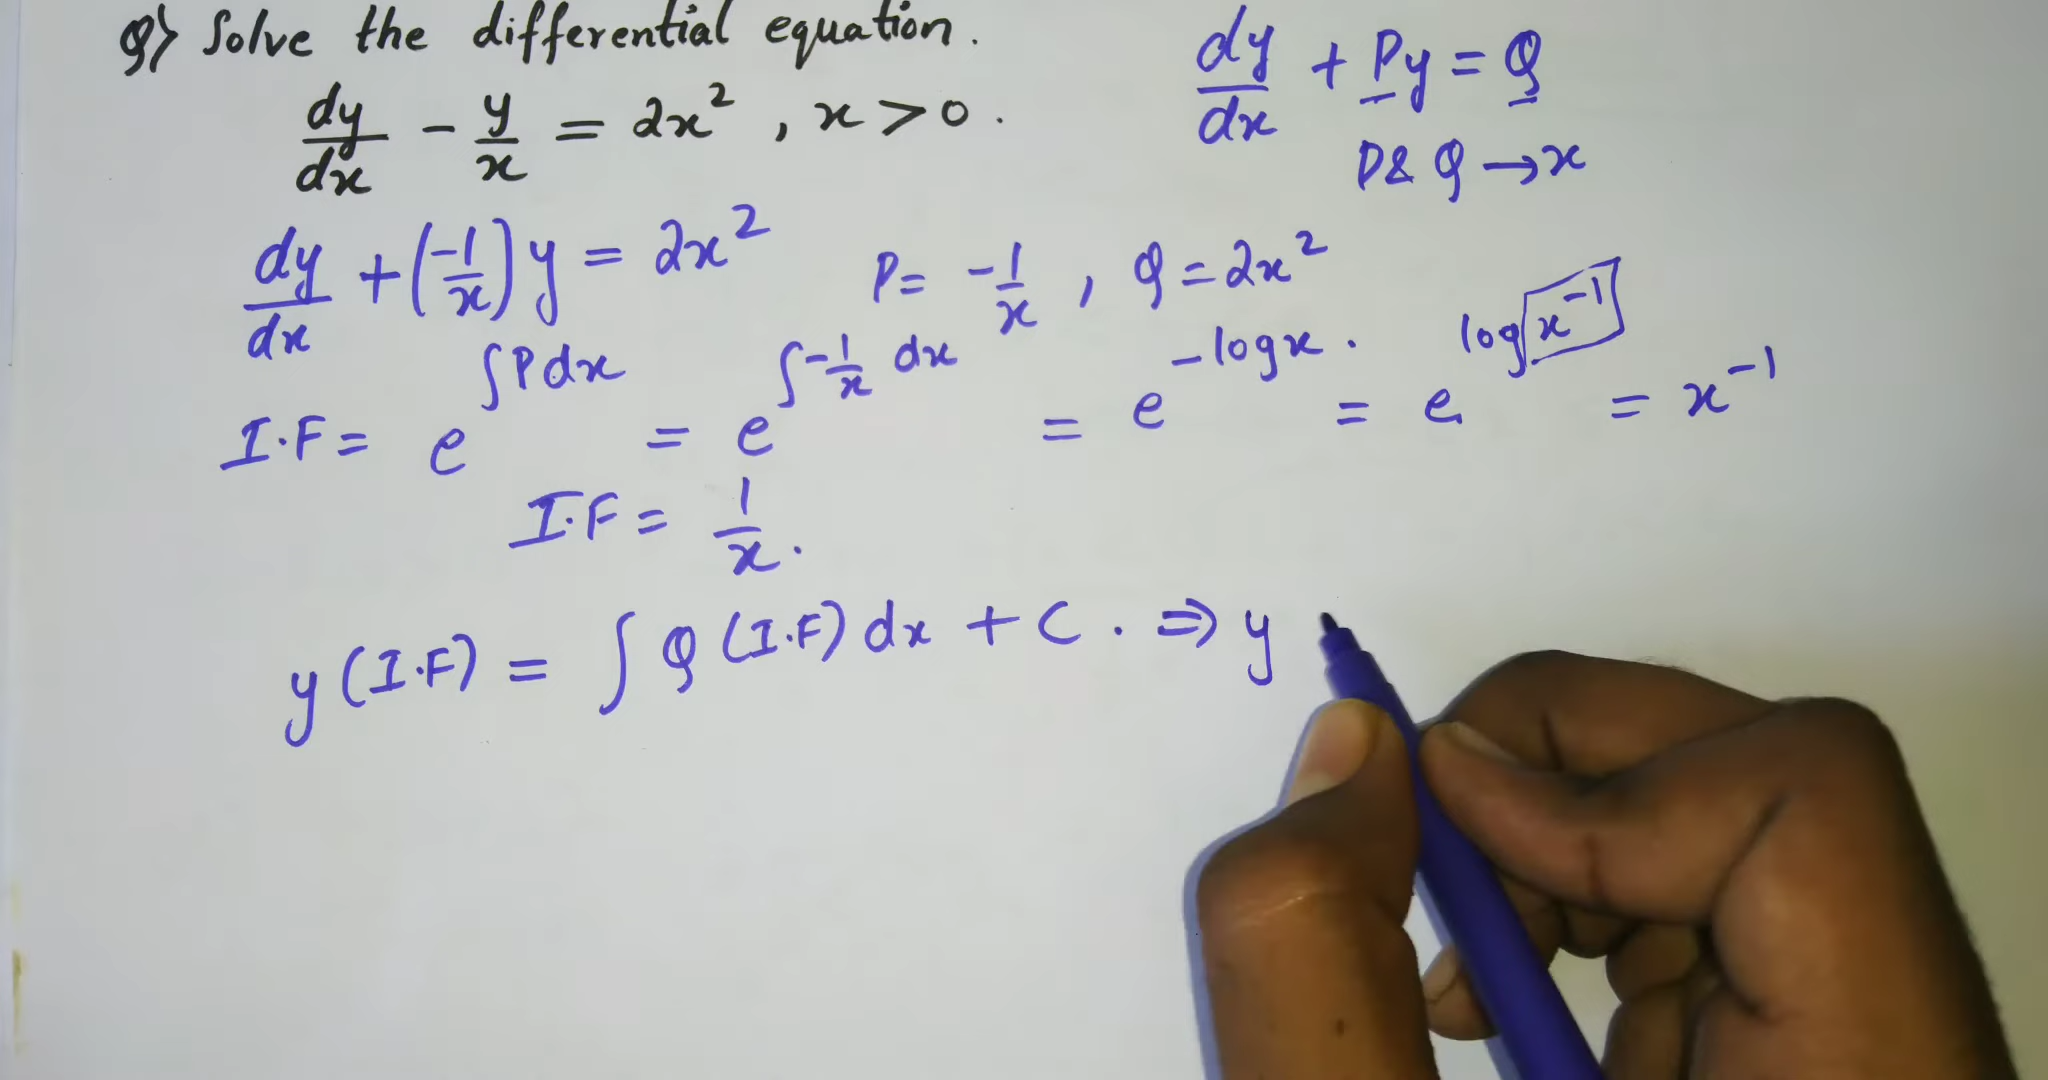 Q) Solve the differential equation.
dy/dx - y/x = 2x², x > 0.
dy/dx + Py = Q
P & Q → x
dy/dx + (-1/x) y = 2x²   P = -1/x, Q = 2x²
I.F = e^∫Pdx = e^∫-1/x dx = e^-logx. = e^log x^-1 = x^-1
I.F = 1/x.
y (I.F) = ∫ Q (I.F) dx + C. ⇒ y